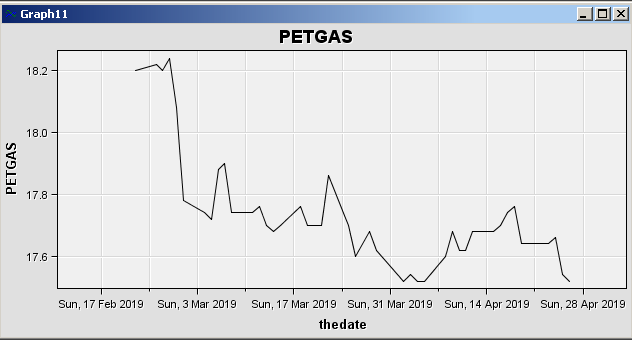 Graph11
PETGAS
18.2
18.0
17.8
17.6
PETGAS
Sun, 17 Feb 2019 Sun, 3 Mar 2019 Sun, 17 Mar 2019 Sun, 31 Mar 2019 Sun, 14 Apr 2019 Sun, 28 Apr 2019
thedate